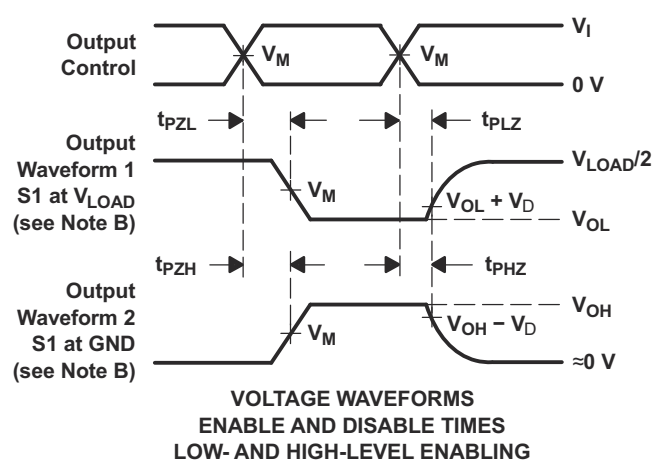 Output
Control
V_M
V_M
V_I
0 V
t_PZL
t_PLZ
Output
Waveform 1
S1 at V_LOAD
(see Note B)
V_M
V_LOAD/2
V_OL + V_D
V_OL
t_PZH
t_PHZ
Output
Waveform 2
S1 at GND
(see Note B)
V_M
V_OH
V_OH − V_D
≈0 V
VOLTAGE WAVEFORMS
ENABLE AND DISABLE TIMES
LOW- AND HIGH-LEVEL ENABLING